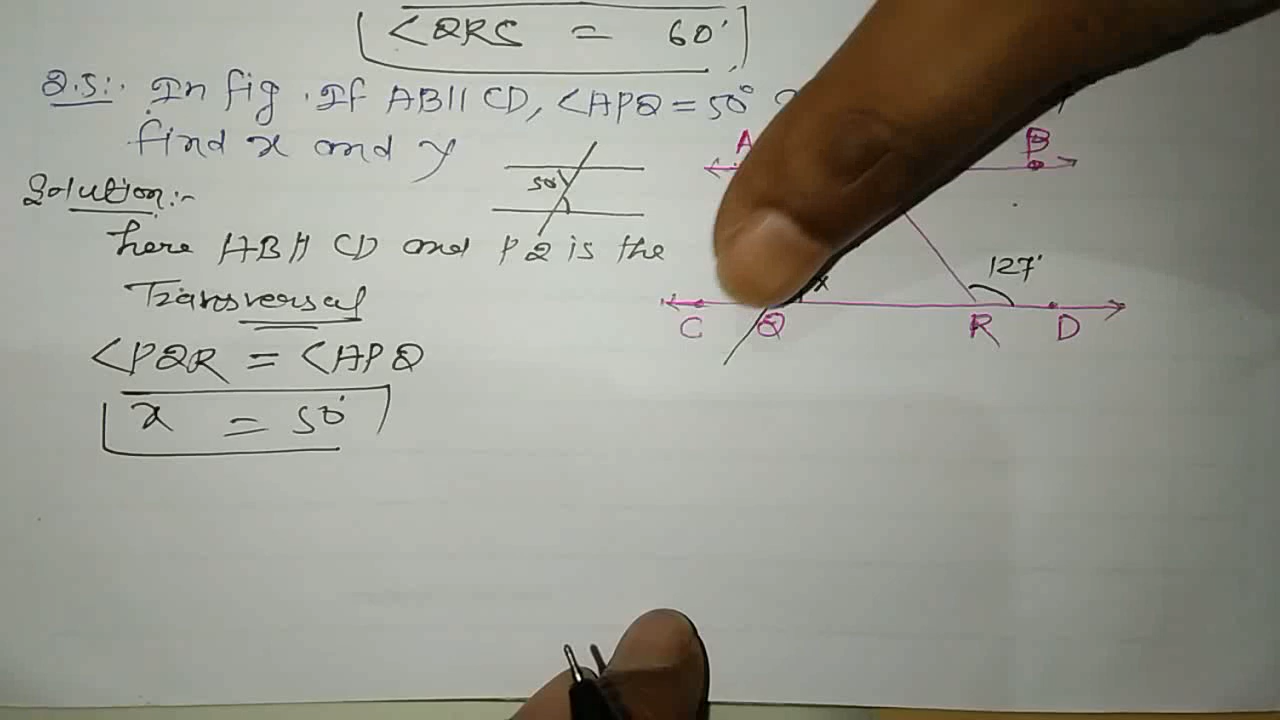 <QRS = 60°
Q.5:. In fig. If AB || CD, <APQ = 50°
find x and y
A B
50°
Solution:-
here AB || CD and PQ is the
Transversal
127°
x
C Q R D
<PQR = <APQ
x = 50°